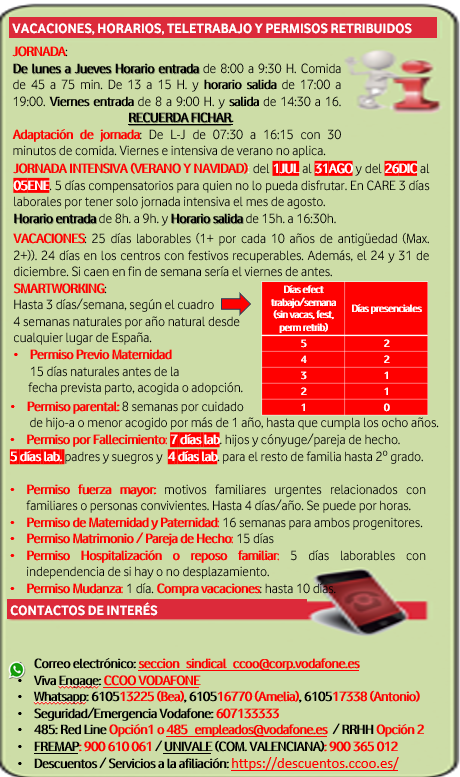 VACACIONES, HORARIOS, TELETRABAJO Y PERMISOS RETRIBUIDOS
JORNADA:
De lunes a Jueves Horario entrada de 8:00 a 9:30 H. Comida
de 45 a 75 min. De 13 a 15 H. y horario salida de 17:00 a
19:00. Viernes entrada de 8 a 9:00 H. y salida de 14:30 a 16.
RECUERDA FICHAR.
Adaptación de jornada: De L-J de 07:30 a 16:15 con 30
minutos de comida. Viernes e intensiva de verano no aplica.
JORNADA INTENSIVA (VERANO Y NAVIDAD) del 1JUL al 31AGO y del 26DIC al
05ENE. 5 días compensatorios para quien no lo pueda disfrutar. En CARE 3 días
laborales por tener solo jornada intensiva el mes de agosto.
Horario entrada de 8h. a 9h. y Horario salida de 15h. a 16:30h.
VACACIONES: 25 días laborables (1+ por cada 10 años de antigüedad (Max.
2+)). 24 días en los centros con festivos recuperables. Además, el 24 y 31 de
diciembre. Si caen en fin de semana sería el viernes de antes.
SMARTWORKING:
Hasta 3 días/semana, según el cuadro
4 semanas naturales por año natural desde
cualquier lugar de España.
Días efect trabajo/semana (sin vacas, fest, perm retrib) Días presenciales
5 2
4 2
3 1
2 1
1 0
• Permiso Previo Maternidad
15 días naturales antes de la
fecha prevista parto, acogida o adopción.
• Permiso parental: 8 semanas por cuidado
de hijo-a o menor acogido por más de 1 año, hasta que cumpla los ocho años.
• Permiso por Fallecimiento: 7 días lab. hijos y cónyuge/pareja de hecho.
5 días lab. padres y suegros y 4 días lab. para el resto de familia hasta 2º grado.
• Permiso fuerza mayor: motivos familiares urgentes relacionados con
familiares o personas convivientes. Hasta 4 días/año. Se puede por horas.
• Permiso de Maternidad y Paternidad: 16 semanas para ambos progenitores.
• Permiso Matrimonio / Pareja de Hecho: 15 días
• Permiso Hospitalización o reposo familiar: 5 días laborables con
independencia de si hay o no desplazamiento.
• Permiso Mudanza: 1 día. Compra vacaciones: hasta 10 días.
CONTACTOS DE INTERÉS
Correo electrónico: seccion_sindical_ccoo@corp.vodafone.es
• Viva Engage: CCOO VODAFONE
• Whatsapp: 610513225 (Bea), 610516770 (Amelia), 610517338 (Antonio)
• Seguridad/Emergencia Vodafone: 607133333
• 485: Red Line Opción1 o 485_empleados@vodafone.es / RRHH Opción 2
• FREMAP: 900 610 061 / UNIVALE (COM. VALENCIANA): 900 365 012
• Descuentos / Servicios a la afiliación: https://descuentos.ccoo.es/